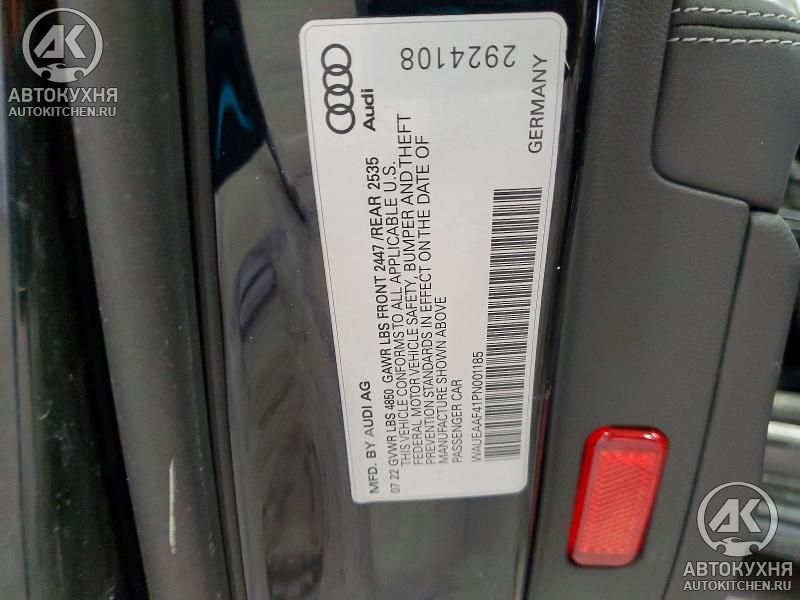 АВТОКУХНЯ
AUTOKITCHEN.RU
MFD. BY AUDI AG
07 22 GVWR LBS 4850 GAWR LBS FRONT 2447 /REAR 2535
THIS VEHICLE CONFORMS TO ALL APPLICABLE U.S.
FEDERAL MOTOR VEHICLE SAFETY, BUMPER AND THEFT
PREVENTION STANDARDS IN EFFECT ON THE DATE OF
MANUFACTURE SHOWN ABOVE
PASSENGER CAR
WAUEAAF41PN001185
Audi
2924108
GERMANY
АВТОКУХНЯ
AUTOKITCHEN.RU